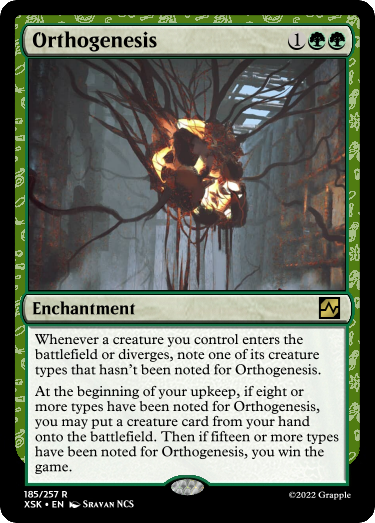 Orthogenesis 1
Enchantment
Whenever a creature you control enters the
battlefield or diverges, note one of its creature
types that hasn't been noted for Orthogenesis.
At the beginning of your upkeep, if eight or
more types have been noted for Orthogenesis,
you may put a creature card from your hand
onto the battlefield. Then if fifteen or more types
have been noted for Orthogenesis, you win the
game.
185/257 R
XSK • EN Sravan NCS
©2022 Grapple